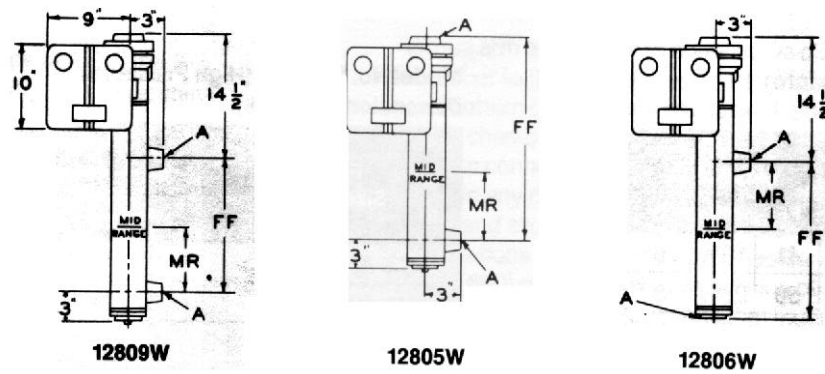 9" 3"
10"
14 1/2"
A
FF
MID
RANGE
MR
3"
A
12809W
A
FF
MID
RANGE
MR
3"
3"
A
12805W
3"
14 1/2
A
MID
RANGE
MR
FF
A
12806W